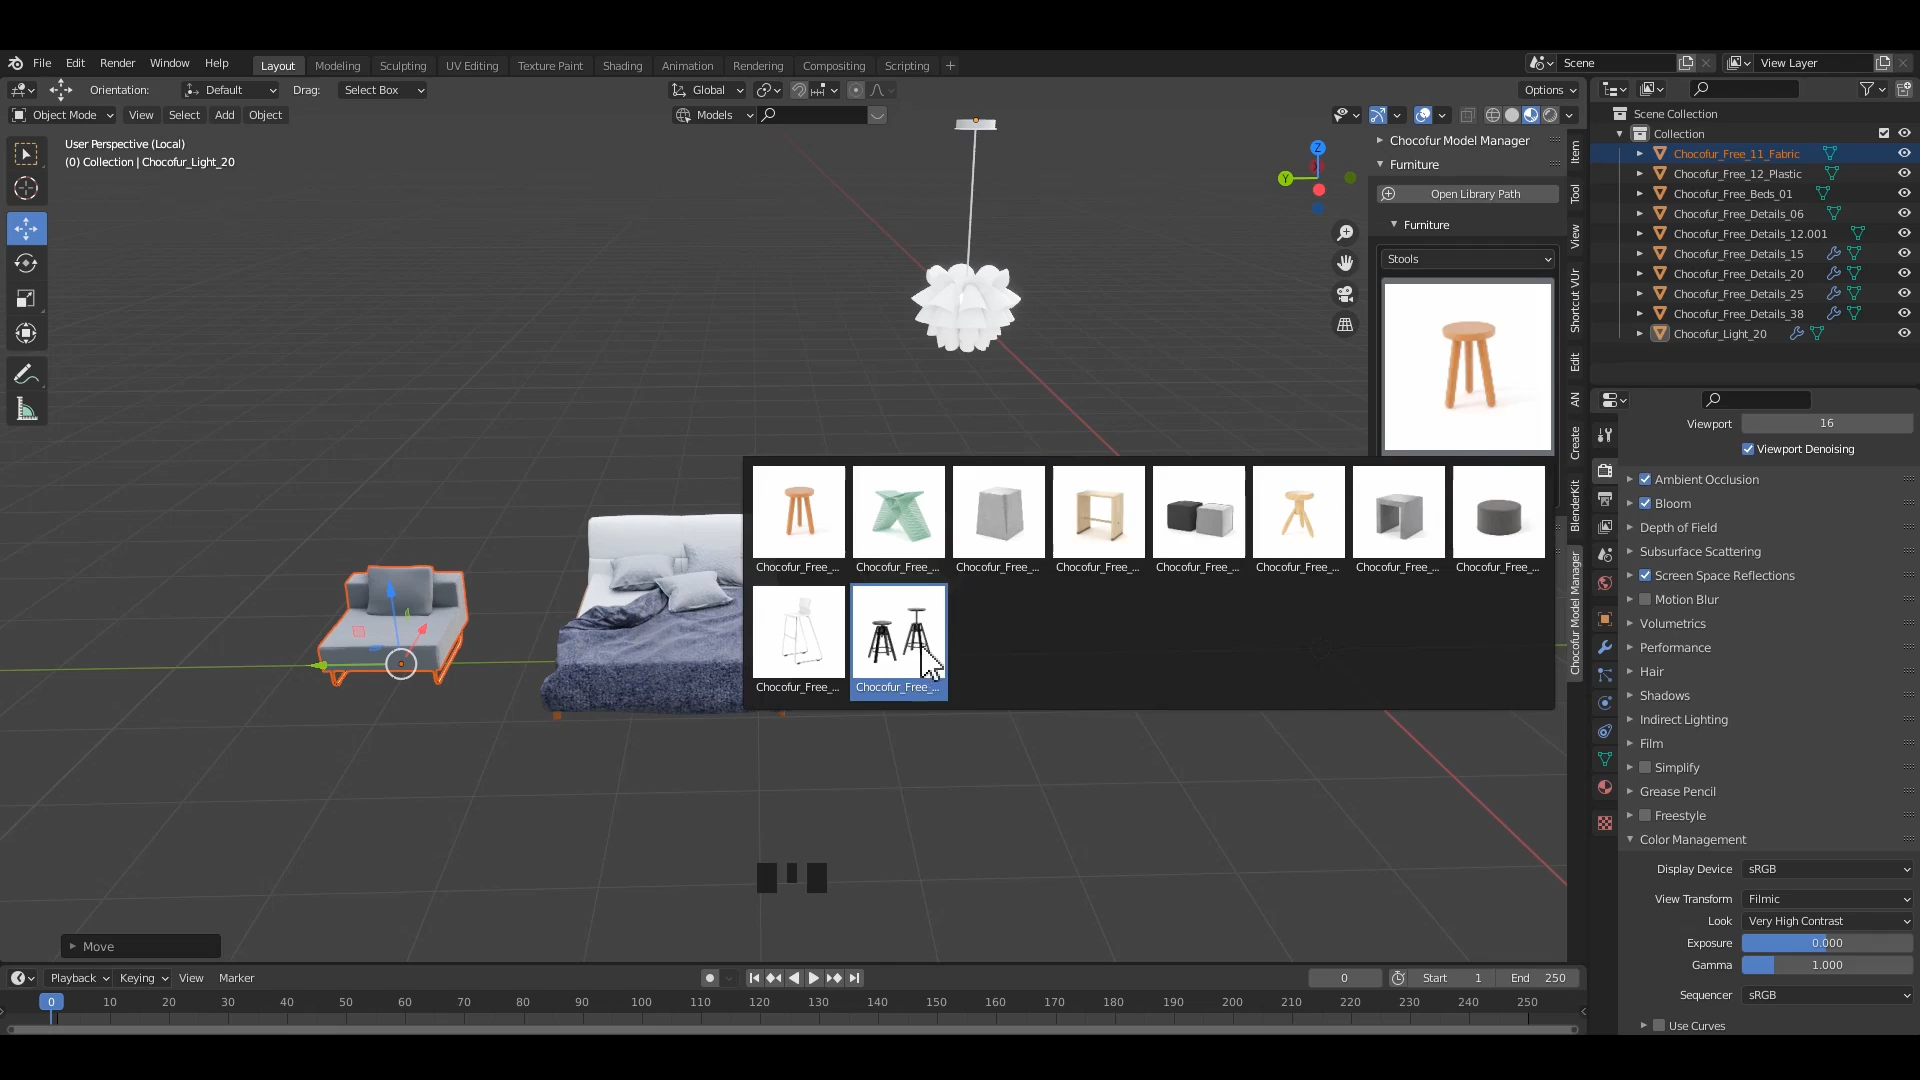 File Edit Render Window Help Layout Modeling Sculpting UV Editing Texture Paint Shading Animation Rendering Compositing Scripting + Scene View Layer
Orientation: Default Drag: Select Box Global Options
Object Mode View Select Add Object Models
User Perspective (Local)
(0) Collection | Chocofur_Light_20
Z
Y
Chocofur Model Manager
Furniture
Open Library Path
Furniture
Stools
Item
Tool
View
Shortcut VUr
Edit
AN
Create
BlenderKit
Chocofur Model Manager
Chocofur_Free_... Chocofur_Free_... Chocofur_Free_... Chocofur_Free_... Chocofur_Free_... Chocofur_Free_... Chocofur_Free_... Chocofur_Free_...
Chocofur_Free_... Chocofur_Free_...
Move
Scene Collection
Collection
Chocofur_Free_11_Fabric
Chocofur_Free_12_Plastic
Chocofur_Free_Beds_01
Chocofur_Free_Details_06
Chocofur_Free_Details_12.001
Chocofur_Free_Details_15
Chocofur_Free_Details_20
Chocofur_Free_Details_25
Chocofur_Free_Details_38
Chocofur_Light_20
Viewport 16
Viewport Denoising
Ambient Occlusion
Bloom
Depth of Field
Subsurface Scattering
Screen Space Reflections
Motion Blur
Volumetrics
Performance
Hair
Shadows
Indirect Lighting
Film
Simplify
Grease Pencil
Freestyle
Color Management
Display Device sRGB
View Transform Filmic
Look Very High Contrast
Exposure 0.000
Gamma 1.000
Sequencer sRGB
Use Curves
Playback Keying View Marker 0 Start 1 End 250
0 10 20 30 40 50 60 70 80 90 100 110 120 130 140 150 160 170 180 190 200 210 220 230 240 250